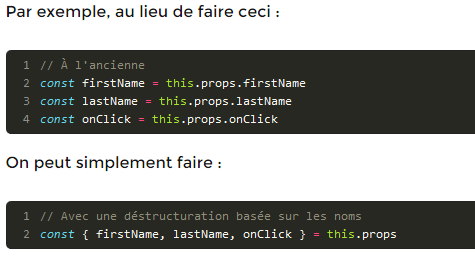 Par exemple, au lieu de faire ceci :
1 // À l'ancienne
2 const firstName = this.props.firstName
3 const lastName = this.props.lastName
4 const onClick = this.props.onClick
On peut simplement faire :
1 // Avec une déstructuration basée sur les noms
2 const { firstName, lastName, onClick } = this.props